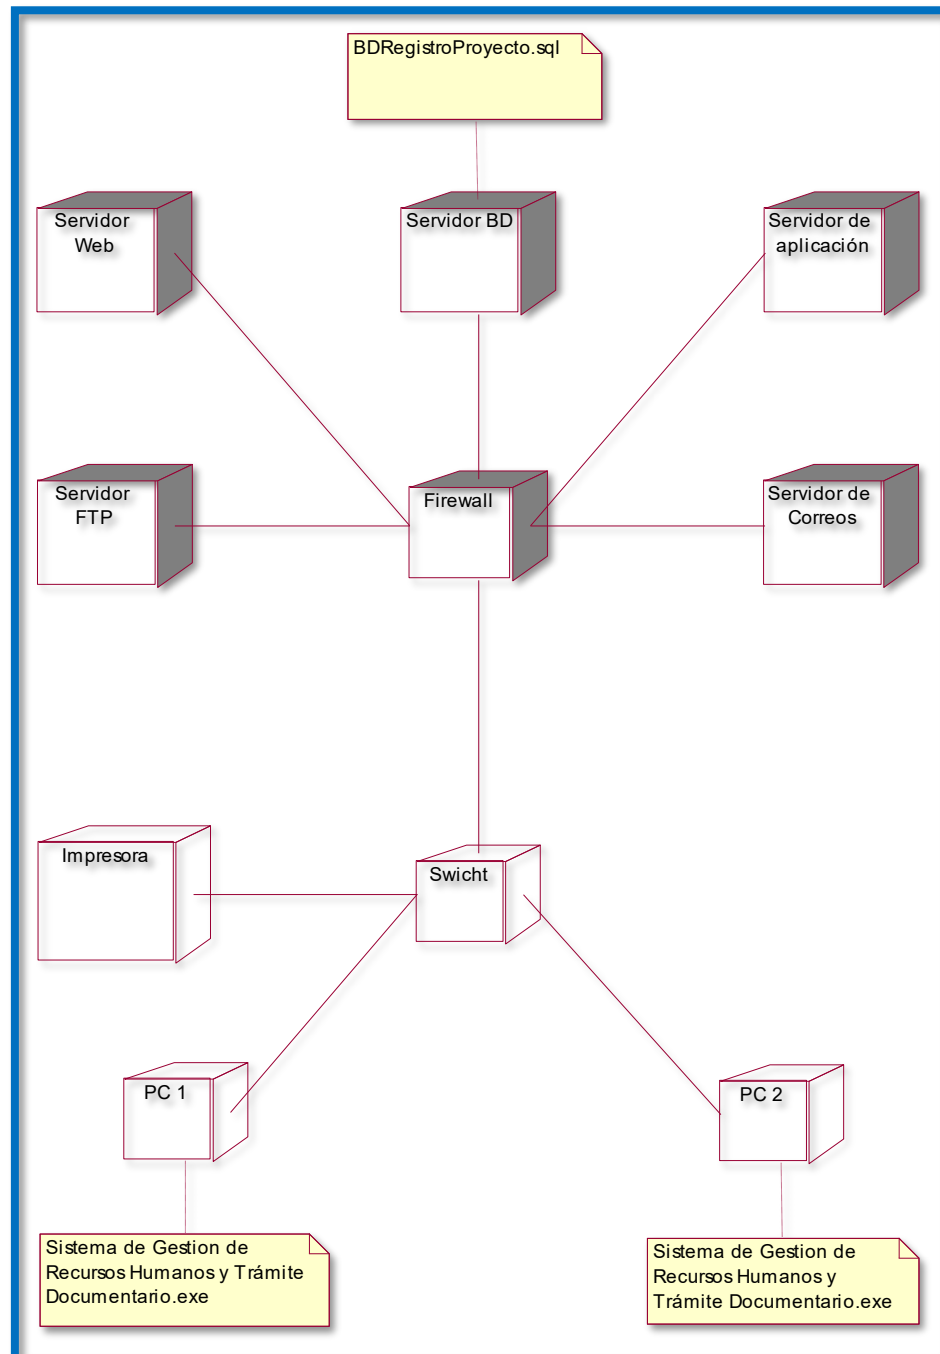 BDRegistroProyecto.sql
Servidor
Web
Servidor BD
Servidor de
aplicación
Servidor
FTP
Firewall
Servidor de
Correos
Impresora
Swicht
PC 1
PC 2
Sistema de Gestion de
Recursos Humanos y Trámite
Documentario.exe
Sistema de Gestion de
Recursos Humanos y
Trámite Documentario.exe